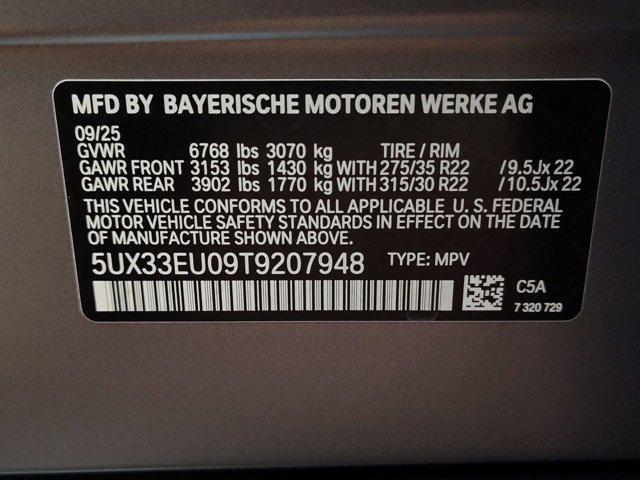 MFD BY BAYERISCHE MOTOREN WERKE AG
09/25
GVWR 6768 lbs 3070 kg TIRE / RIM
GAWR FRONT 3153 lbs 1430 kg WITH 275/35 R22 /9.5Jx 22
GAWR REAR 3902 lbs 1770 kg WITH 315/30 R22 /10.5Jx 22
THIS VEHICLE CONFORMS TO ALL APPLICABLE U. S. FEDERAL
MOTOR VEHICLE SAFETY STANDARDS IN EFFECT ON THE DATE
OF MANUFACTURE SHOWN ABOVE.
5UX33EU09T9207948 TYPE: MPV
C5A
7 320 729